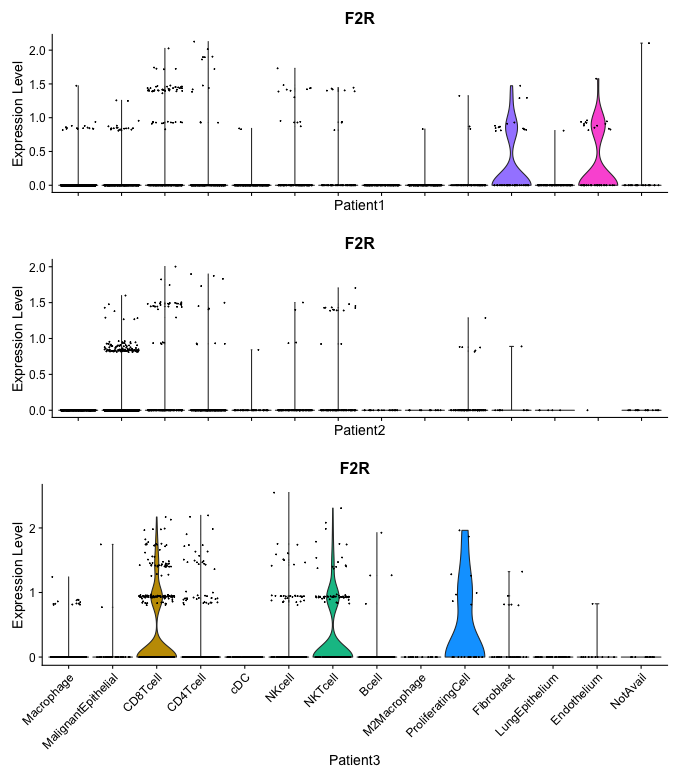 F2R
Expression Level
2.0
1.5
1.0
0.5
0.0
Patient1
F2R
Expression Level
2.0
1.5
1.0
0.5
0.0
Patient2
F2R
Expression Level
2
1
0
Macrophage
MalignantEpithelial
CD8Tcell
CD4Tcell
cDC
NKcell
NKTcell
Bcell
M2Macrophage
ProliferatingCell
Fibroblast
LungEpithelium
Endothelium
NotAvail
Patient3